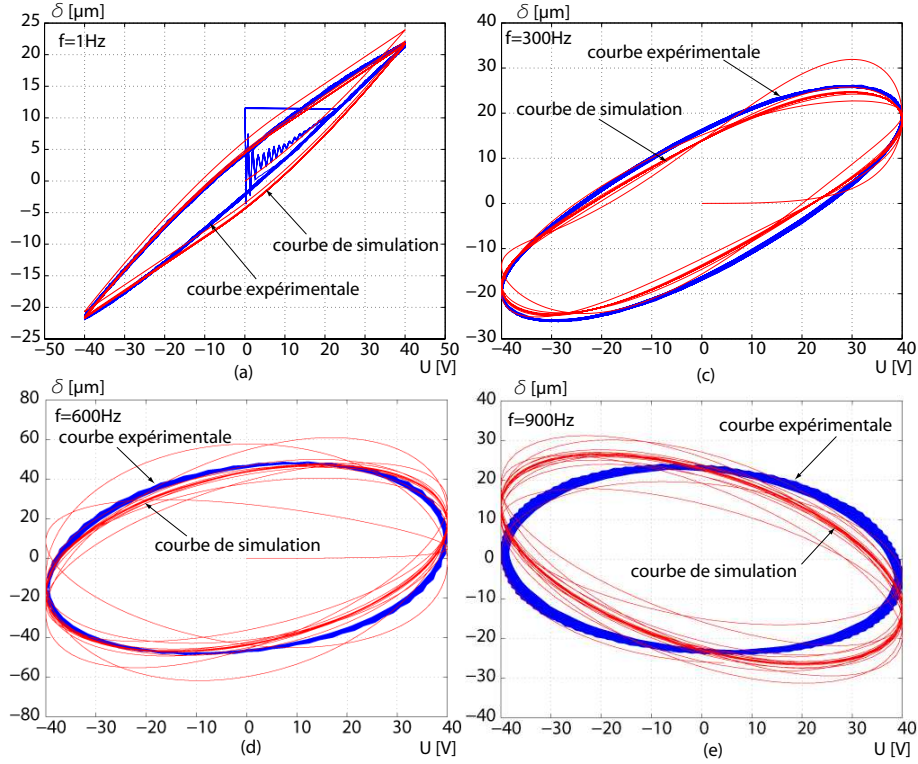 δ [µm]
f=1Hz
25
20
15
10
5
0
−5
−10
−15
−20
−25
−50 −40 −30 −20 −10 0 10 20 30 40 50
courbe de simulation
courbe expérimentale
U [V]
(a)
δ [µm]
f=300Hz
courbe expérimentale
courbe de simulation
40
30
20
10
0
−10
−20
−30
−40 −30 −20 −10 0 10 20 30 40
U [V]
(c)
δ [µm]
f=600Hz
courbe expérimentale
courbe de simulation
80
60
40
20
0
−20
−40
−60
−80
−40 −30 −20 −10 0 10 20 30 40
U [V]
(d)
δ [µm]
f=900Hz
courbe expérimentale
courbe de simulation
40
30
20
10
0
−10
−20
−30
−40
−40 −30 −20 −10 0 10 20 30 40
U [V]
(e)